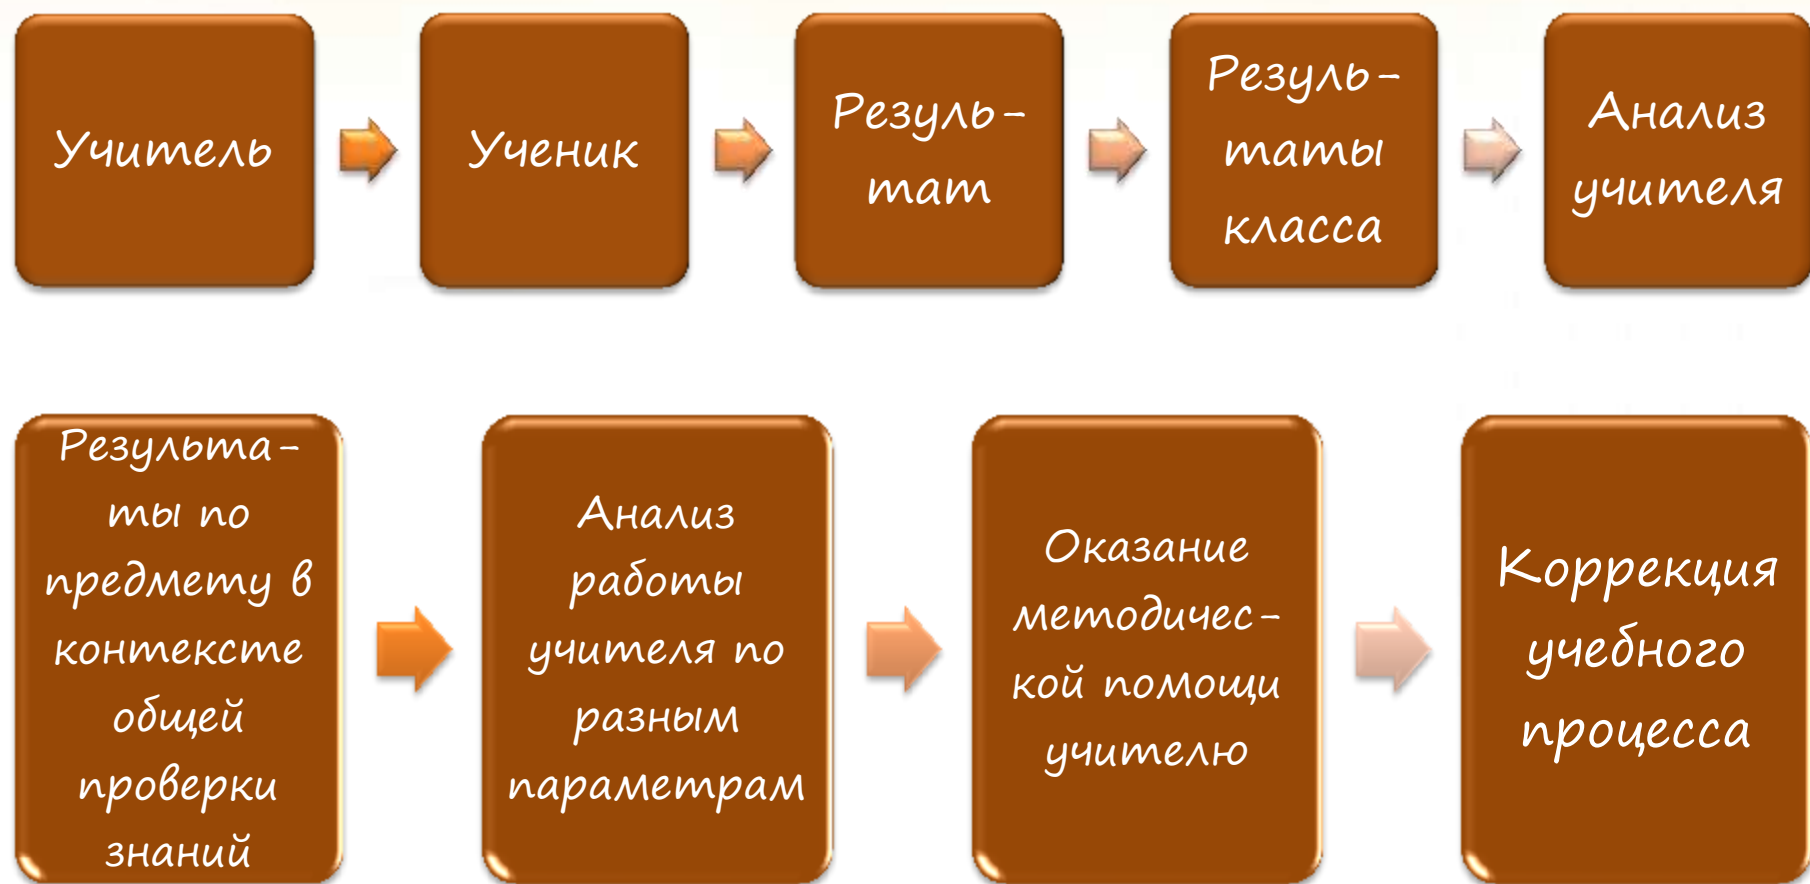 Учитель
Ученик
Резуль-
тат
Резуль-
таты
класса
Анализ
учителя
Результа-
ты по
предмету в
контексте
общей
проверки
знаний
Анализ
работы
учителя по
разным
параметрам
Оказание
методичес-
кой помощи
учителю
Коррекция
учебного
процесса